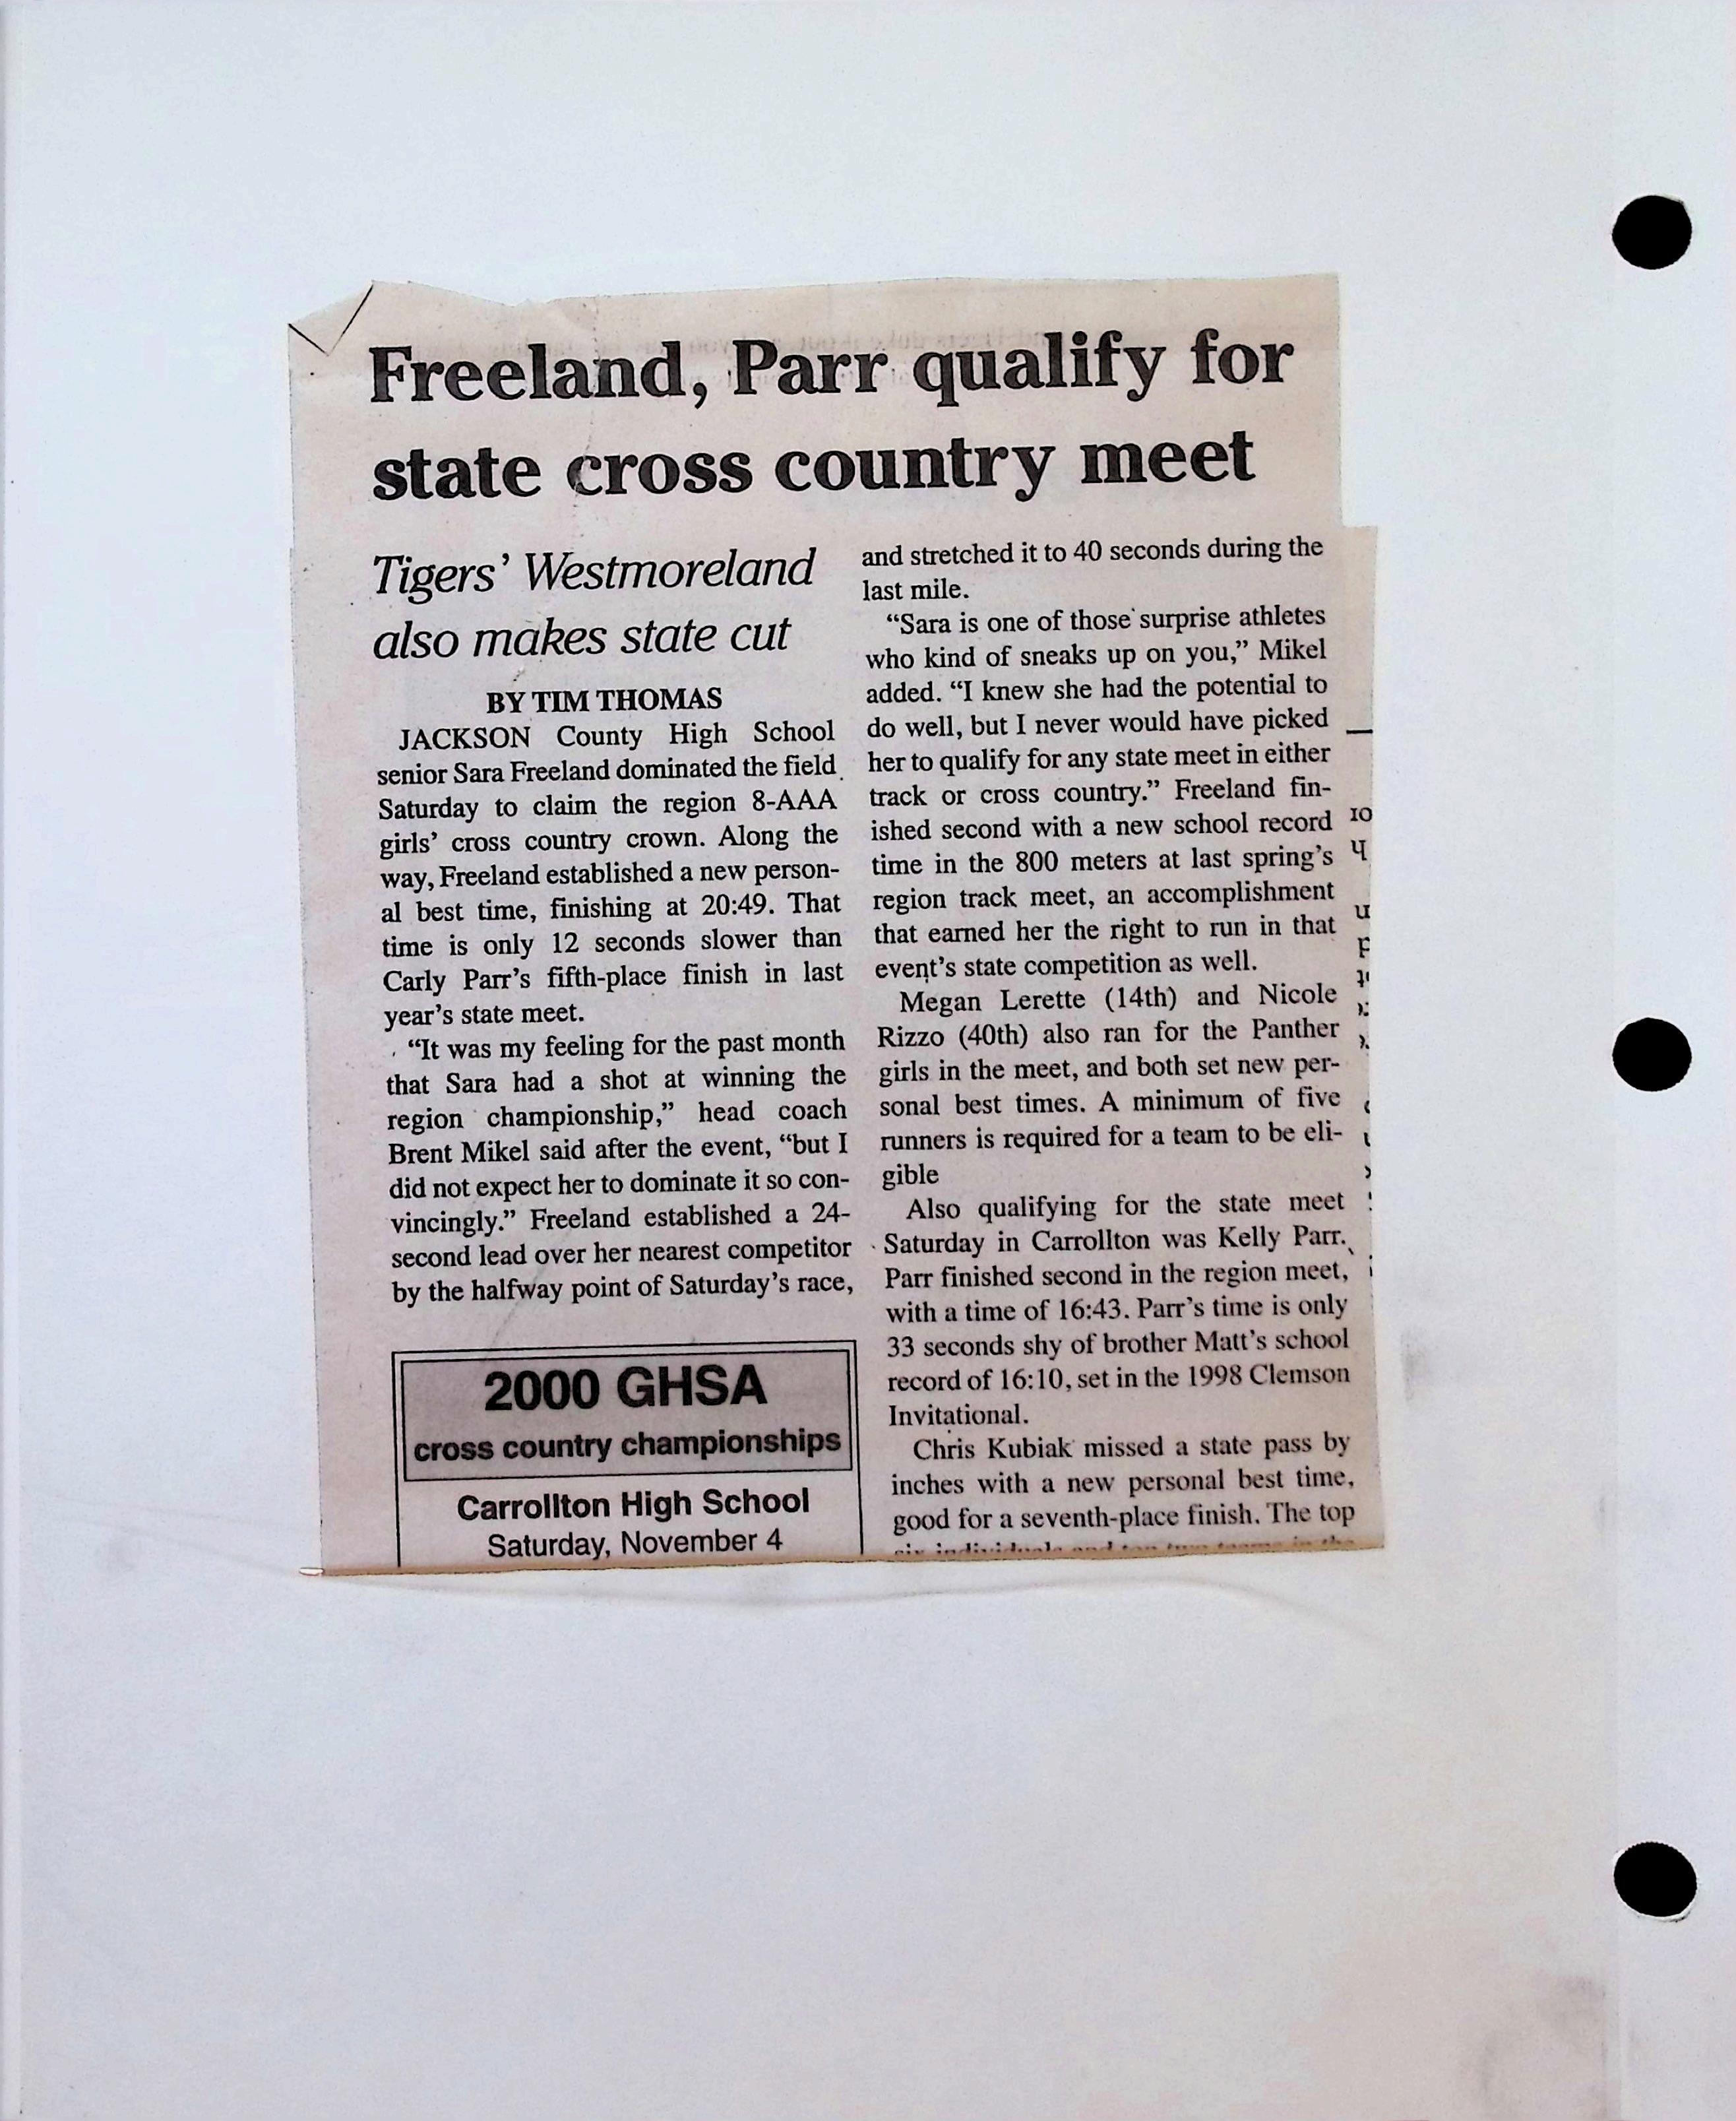 Freeland, Parr qualify for
state cross country meet
Tigers' Westmoreland
also makes state cut
BY TIM THOMAS
JACKSON County High School
senior Sara Freeland dominated the field
Saturday to claim the region 8-AAA
girls' cross country crown. Along the
way, Freeland established a new person-
al best time, finishing at 20:49. That
time is only 12 seconds slower than
Carly Parr's fifth-place finish in last
year's state meet.
"It was my feeling for the past month
that Sara had a shot at winning the
region championship," head coach
Brent Mikel said after the event, "but I
did not expect her to dominate it so con-
vincingly." Freeland established a 24-
second lead over her nearest competitor
by the halfway point of Saturday's race,
2000 GHSA
cross country championships
Carrollton High School
Saturday, November 4
and stretched it to 40 seconds during the
last mile.
"Sara is one of those surprise athletes
who kind of sneaks up on you," Mikel
added. "I knew she had the potential to
do well, but I never would have picked
her to qualify for any state meet in either
track or cross country." Freeland fin-
ished second with a new school record
time in the 800 meters at last spring's
region track meet, an accomplishment
that earned her the right to run in that
event's state competition as well.
Megan Lerette (14th) and Nicole
Rizzo (40th) also ran for the Panther
girls in the meet, and both set new per-
sonal best times. A minimum of five
runners is required for a team to be eli-
gible
Also qualifying for the state meet
Saturday in Carrollton was Kelly Parr.
Parr finished second in the region meet,
with a time of 16:43. Parr's time is only
33 seconds shy of brother Matt's school
record of 16:10, set in the 1998 Clemson
Invitational.
Chris Kubiak missed a state pass by
inches with a new personal best time,
good for a seventh-place finish. The top
six individuals and top two teams in the